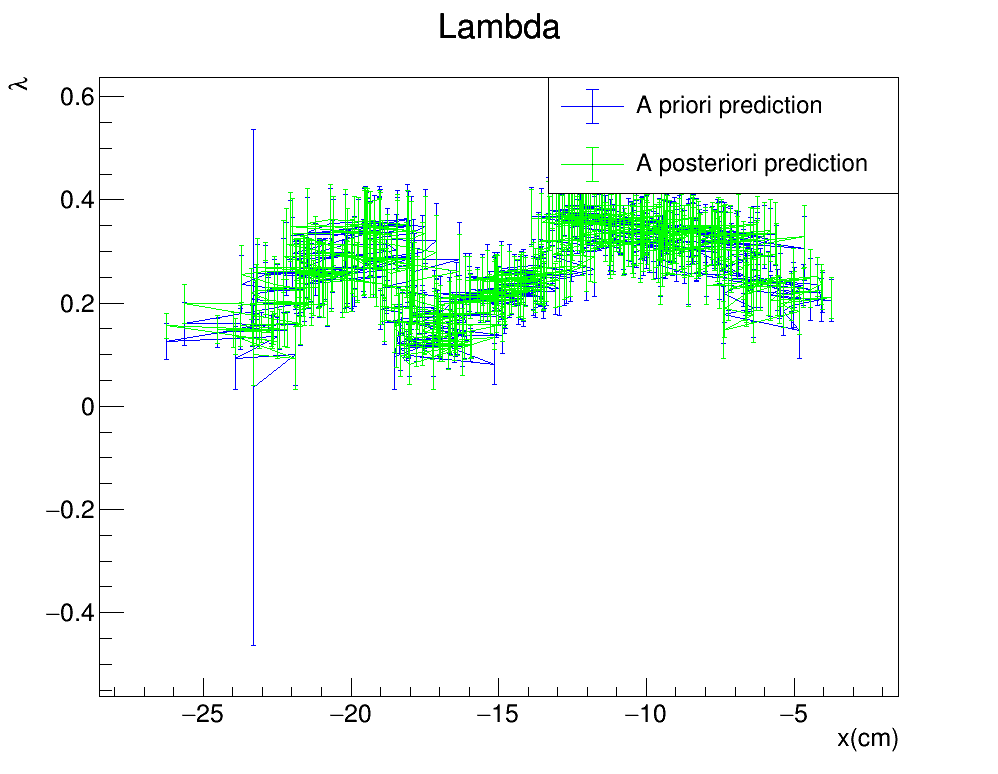 Lambda
λ
0.6
0.4
0.2
0
−0.2
−0.4
A priori prediction
A posteriori prediction
−25 −20 −15 −10 −5
x(cm)